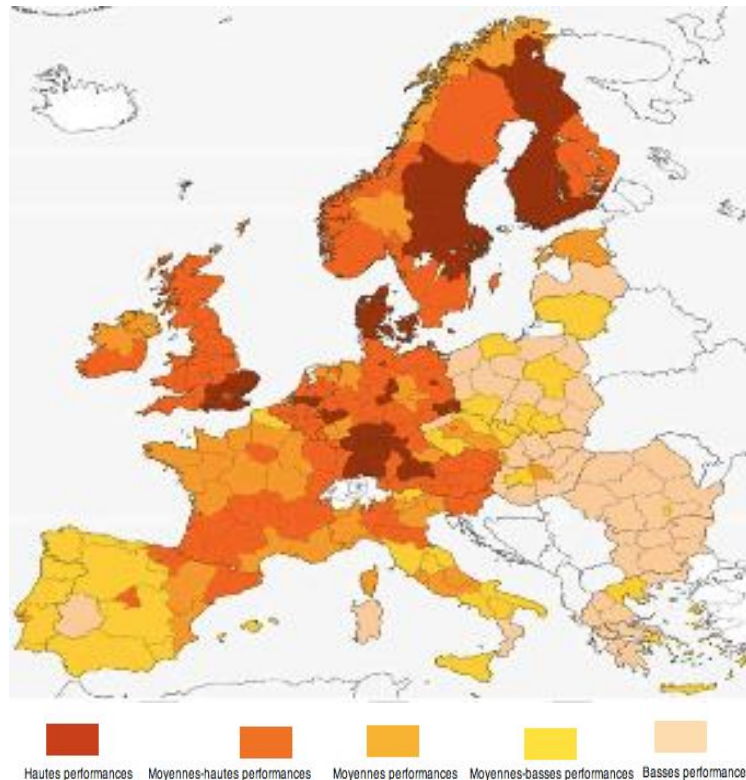 Hautes performances
Moyennes-hautes performances
Moyennes performances
Moyennes-basses performances
Basses performance